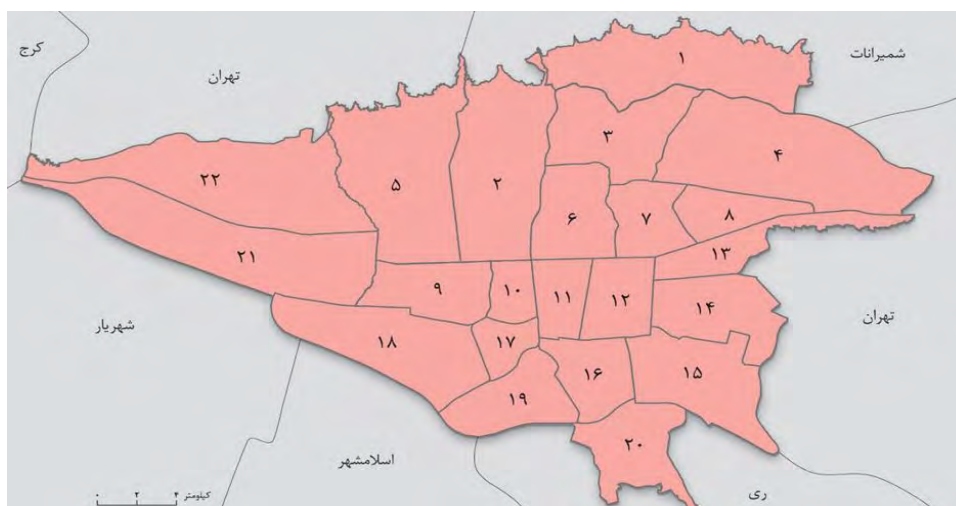 کرج
تهران
شمیرانات
۱
۳
۴
۲۲
۵
۲
۶
۷
۸
۲۱
۱۳
۹
۱۰
۱۱
۱۲
۱۴
تهران
شهریار
۱۸
۱۷
۱۶
۱۵
۱۹
۲۰
اسلامشهر
ری
۰ ۲ ۴ کیلومتر